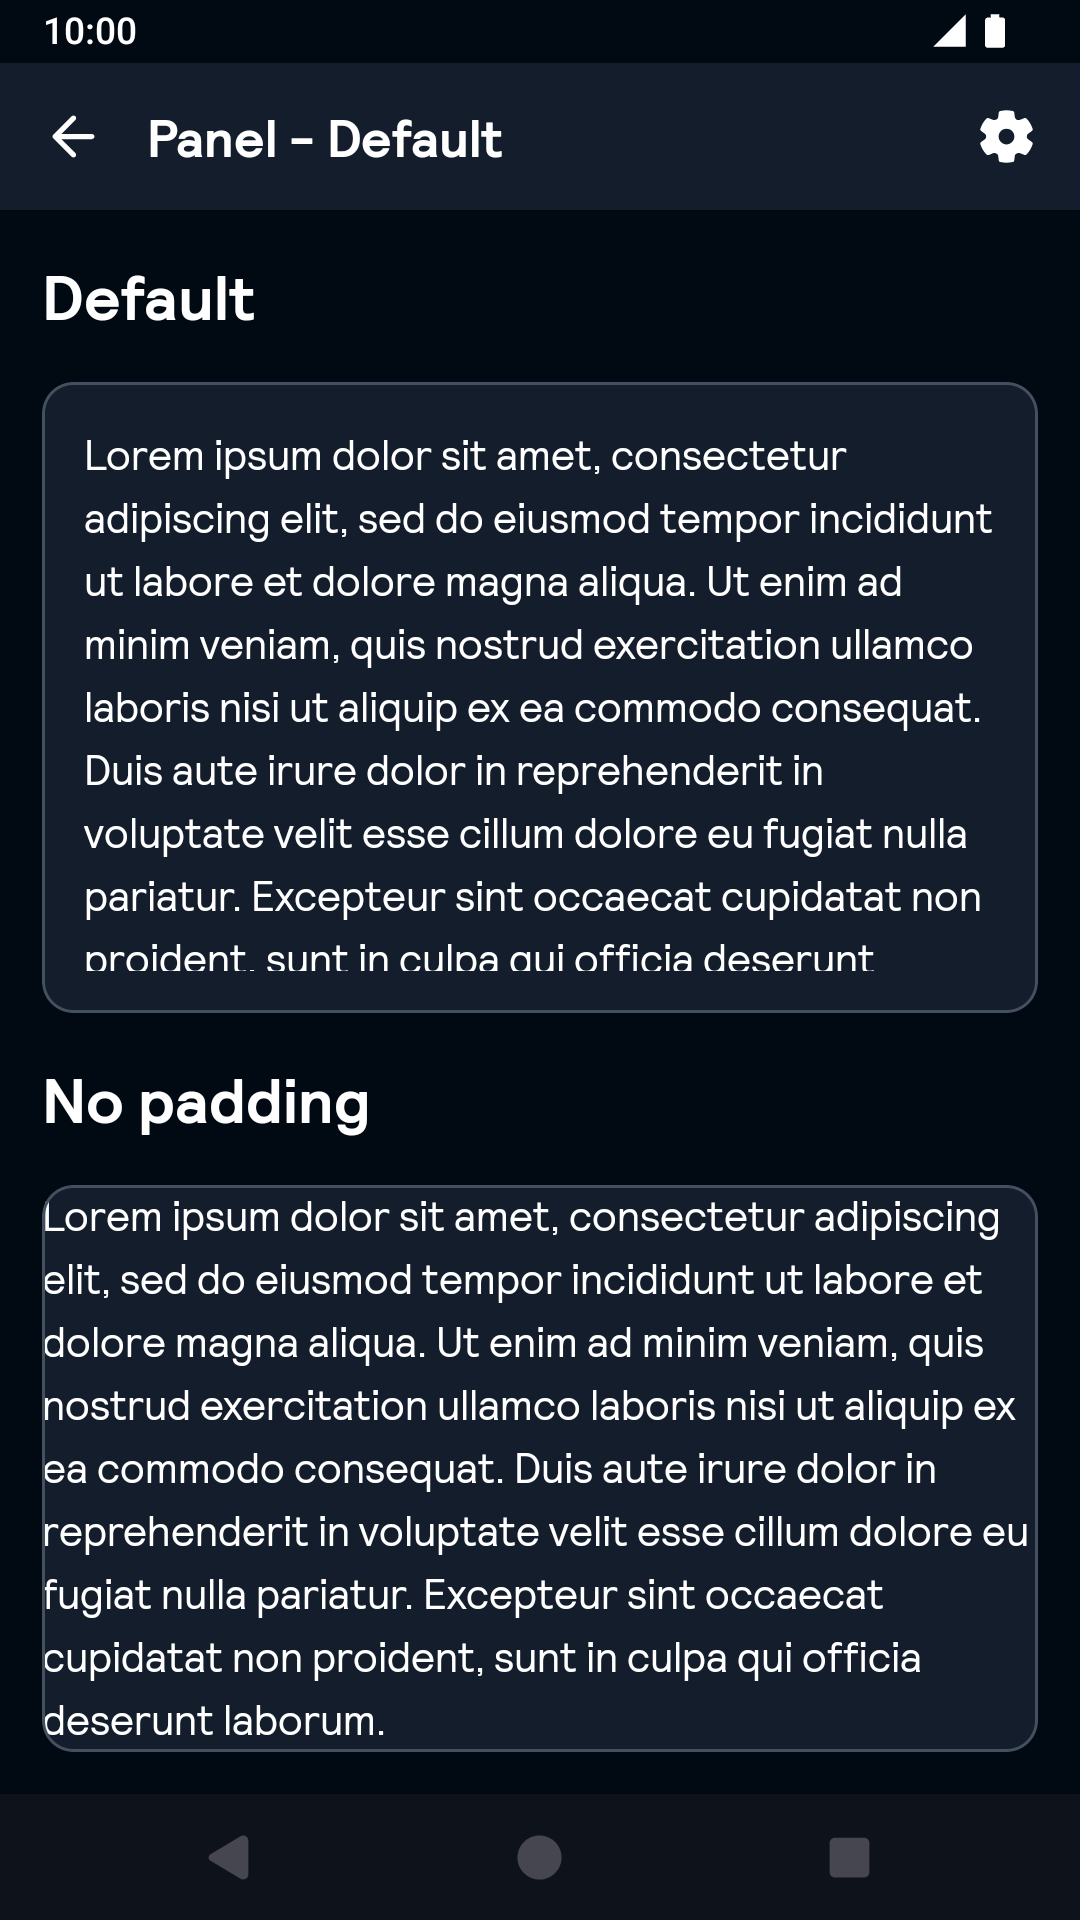 10:00
Panel - Default
Default
Lorem ipsum dolor sit amet, consectetur
adipiscing elit, sed do eiusmod tempor incididunt
ut labore et dolore magna aliqua. Ut enim ad
minim veniam, quis nostrud exercitation ullamco
laboris nisi ut aliquip ex ea commodo consequat.
Duis aute irure dolor in reprehenderit in
voluptate velit esse cillum dolore eu fugiat nulla
pariatur. Excepteur sint occaecat cupidatat non
proident, sunt in culpa qui officia deserunt
No padding
Lorem ipsum dolor sit amet, consectetur adipiscing
elit, sed do eiusmod tempor incididunt ut labore et
dolore magna aliqua. Ut enim ad minim veniam, quis
nostrud exercitation ullamco laboris nisi ut aliquip ex
ea commodo consequat. Duis aute irure dolor in
reprehenderit in voluptate velit esse cillum dolore eu
fugiat nulla pariatur. Excepteur sint occaecat
cupidatat non proident, sunt in culpa qui officia
deserunt laborum.